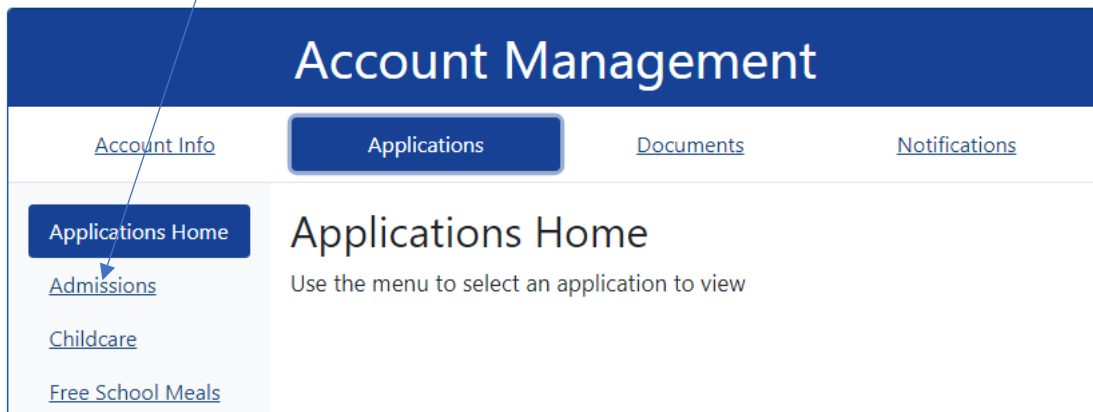 Account Management
Account Info Applications Documents Notifications
Applications Home
Admissions
Childcare
Free School Meals
Applications Home
Use the menu to select an application to view